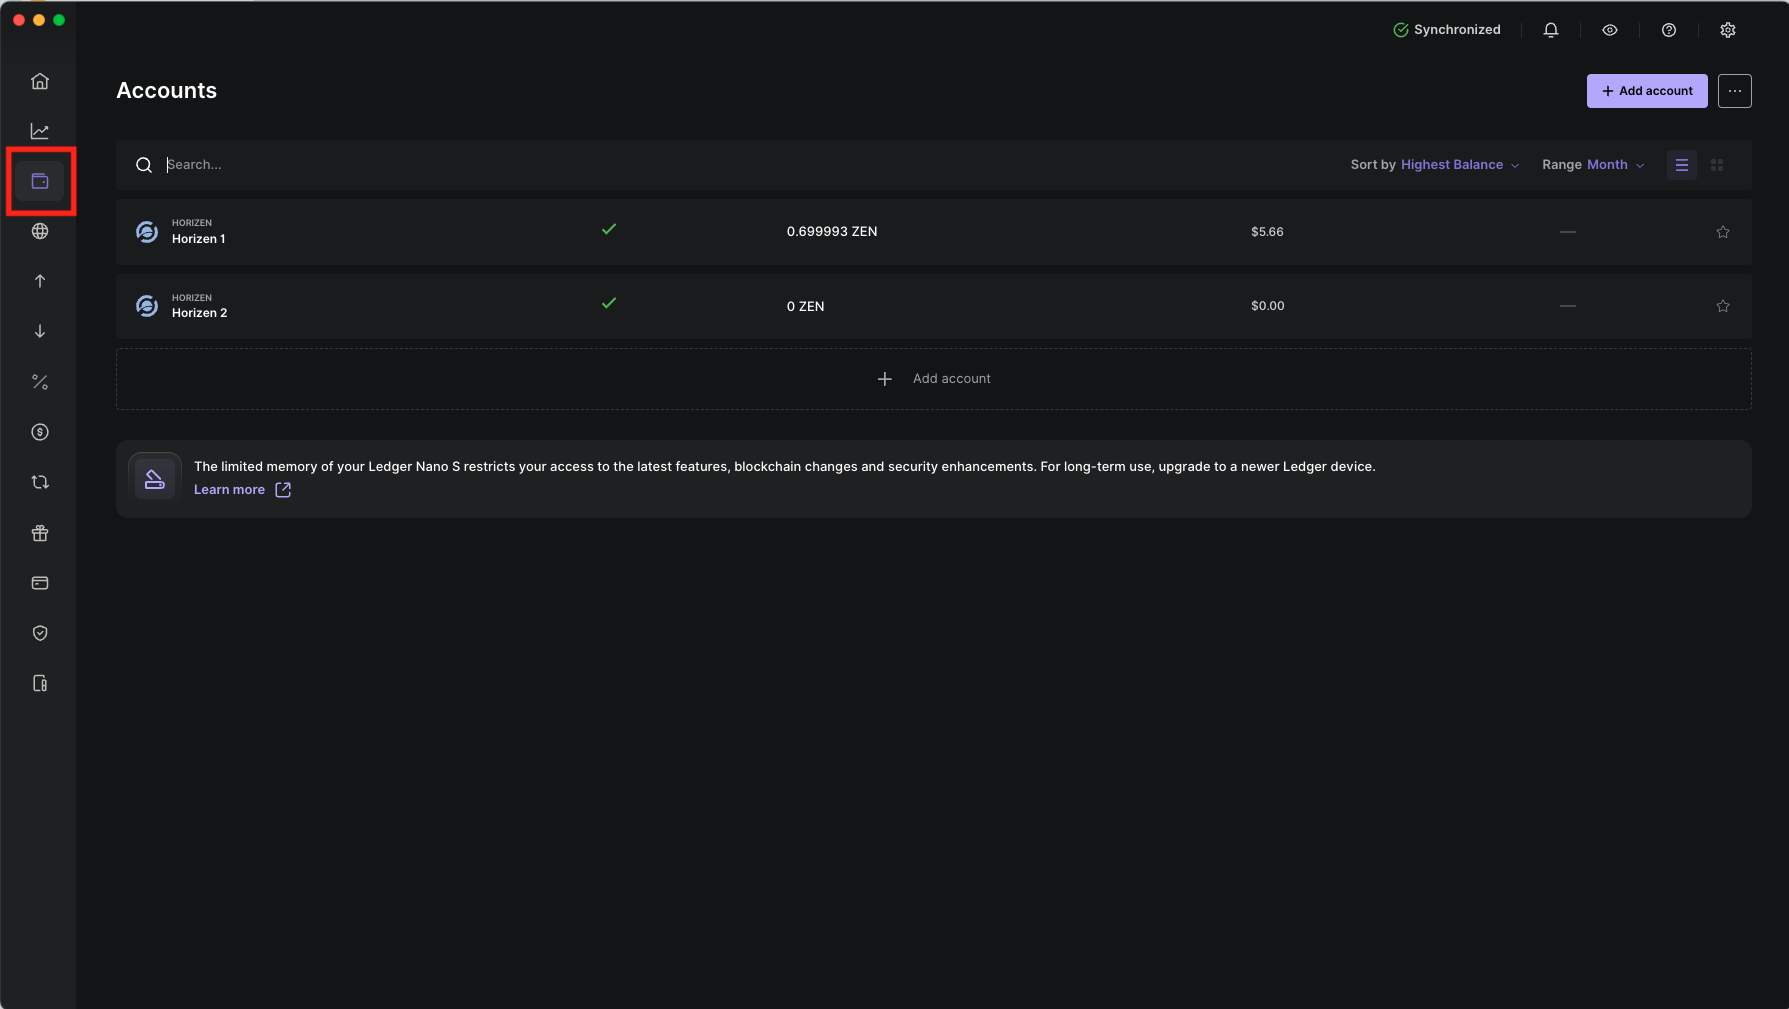 Synchronized
Accounts
Add account
Search...
Sort by Highest Balance
Range Month
HORIZEN
Horizen 1
0.699993 ZEN
$5.66
HORIZEN
Horizen 2
0 ZEN
$0.00
Add account
The limited memory of your Ledger Nano S restricts your access to the latest features, blockchain changes and security enhancements. For long-term use, upgrade to a newer Ledger device.
Learn more